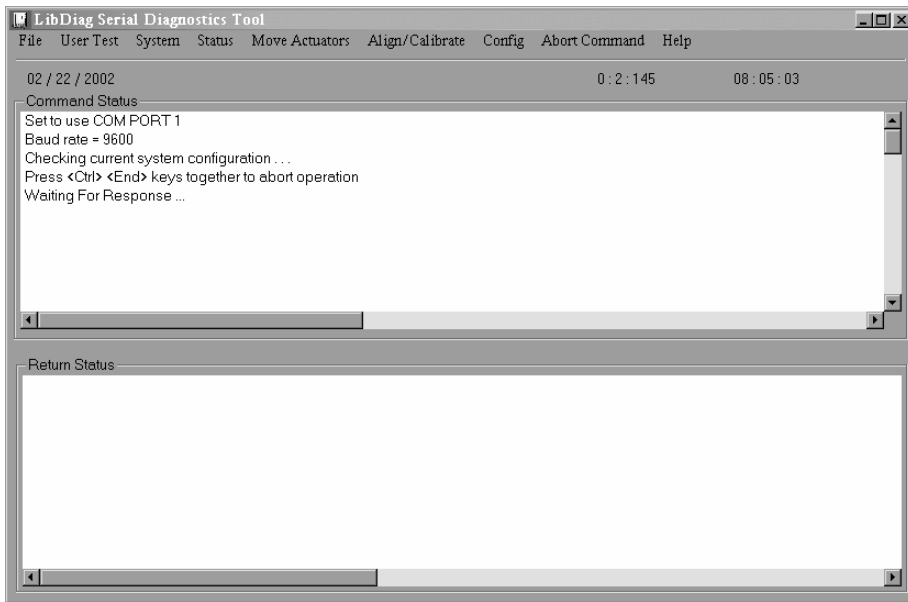 LibDiag Serial Diagnostics Tool
File User Test System Status Move Actuators Align/Calibrate Config Abort Command Help
02 / 22 / 2002 0 : 2 : 145 08 : 05 : 03
Command Status
Set to use COM PORT 1
Baud rate = 9600
Checking current system configuration . . .
Press <Ctrl> <End> keys together to abort operation
Waiting For Response ...
Return Status